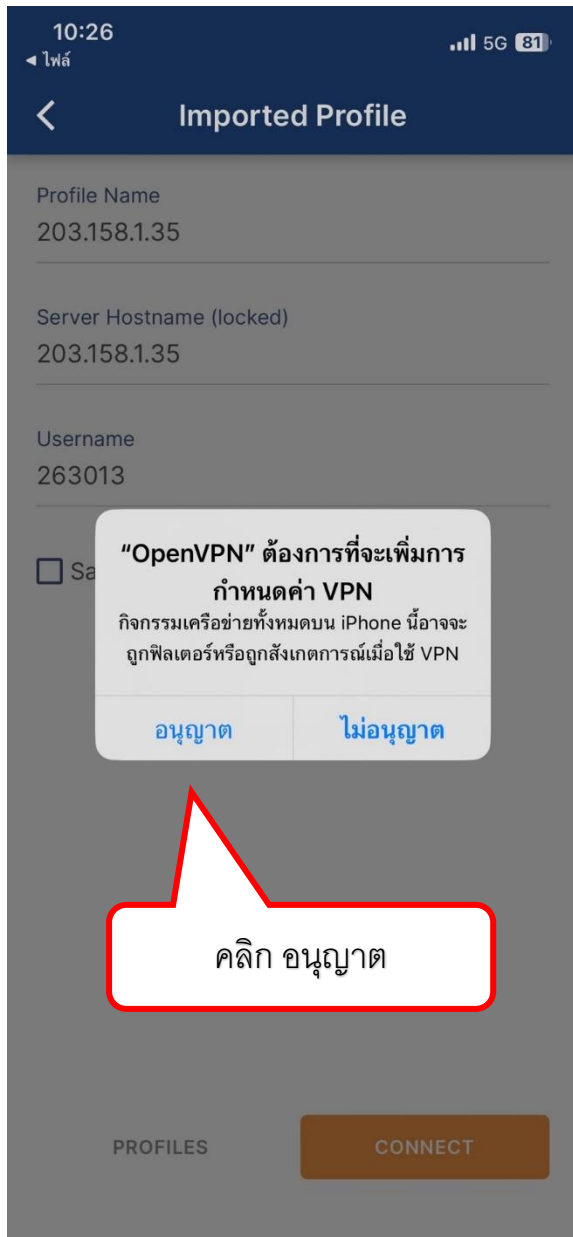 10:26
5G 81
◄ ไฟล์
Imported Profile
Profile Name
203.158.1.35
Server Hostname (locked)
203.158.1.35
Username
263013
Sa
“OpenVPN” ต้องการที่จะเพิ่มการ
กำหนดค่า VPN
กิจกรรมเครือข่ายทั้งหมดบน iPhone นี้อาจจะ
ถูกฟิลเตอร์หรือถูกสังเกตการณ์เมื่อใช้ VPN
อนุญาต
ไม่อนุญาต
คลิก อนุญาต
PROFILES
CONNECT